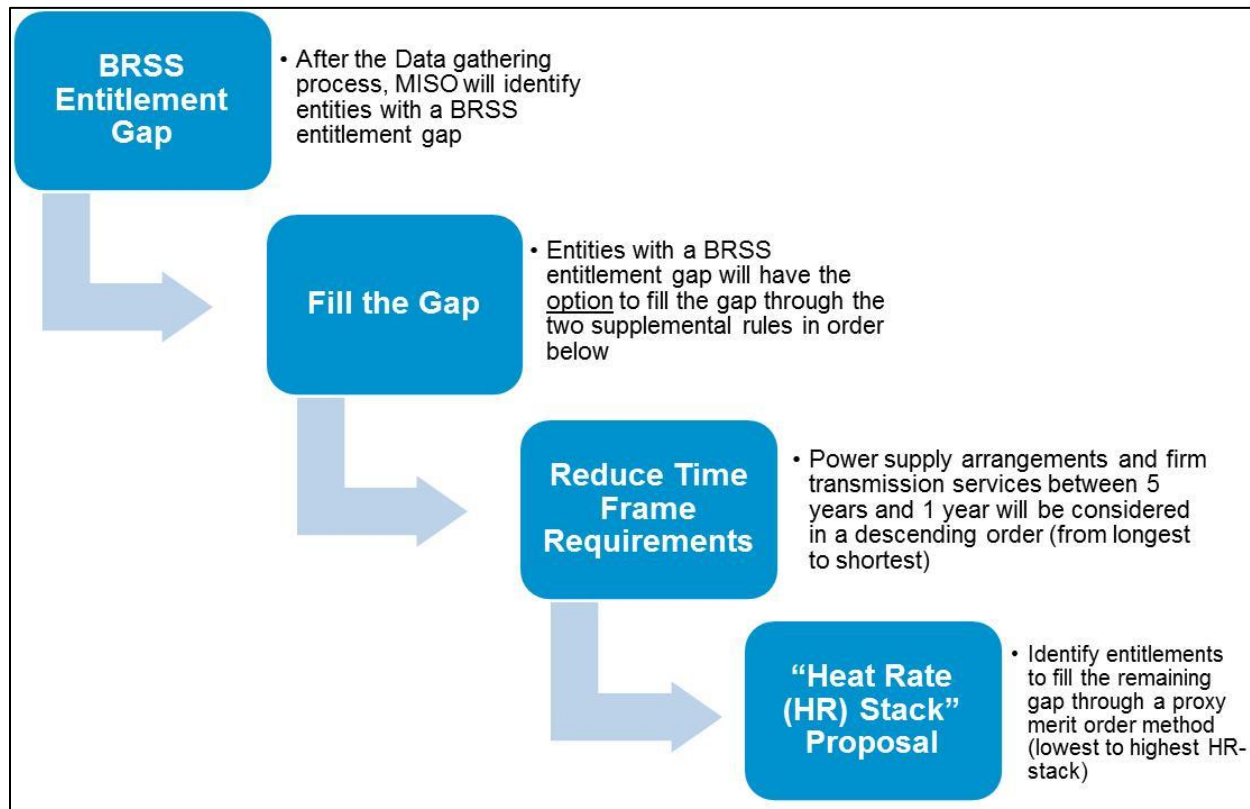 BRSS
Entitlement
Gap
• After the Data gathering
process, MISO will identify
entities with a BRSS
entitlement gap
Fill the Gap
• Entities with a BRSS
entitlement gap will have the
option to fill the gap through the
two supplemental rules in order
below
Reduce Time
Frame
Requirements
• Power supply arrangements and firm
transmission services between 5
years and 1 year will be considered
in a descending order (from longest
to shortest)
“Heat Rate
(HR) Stack”
Proposal
• Identify entitlements
to fill the remaining
gap through a proxy
merit order method
(lowest to highest HR-
stack)